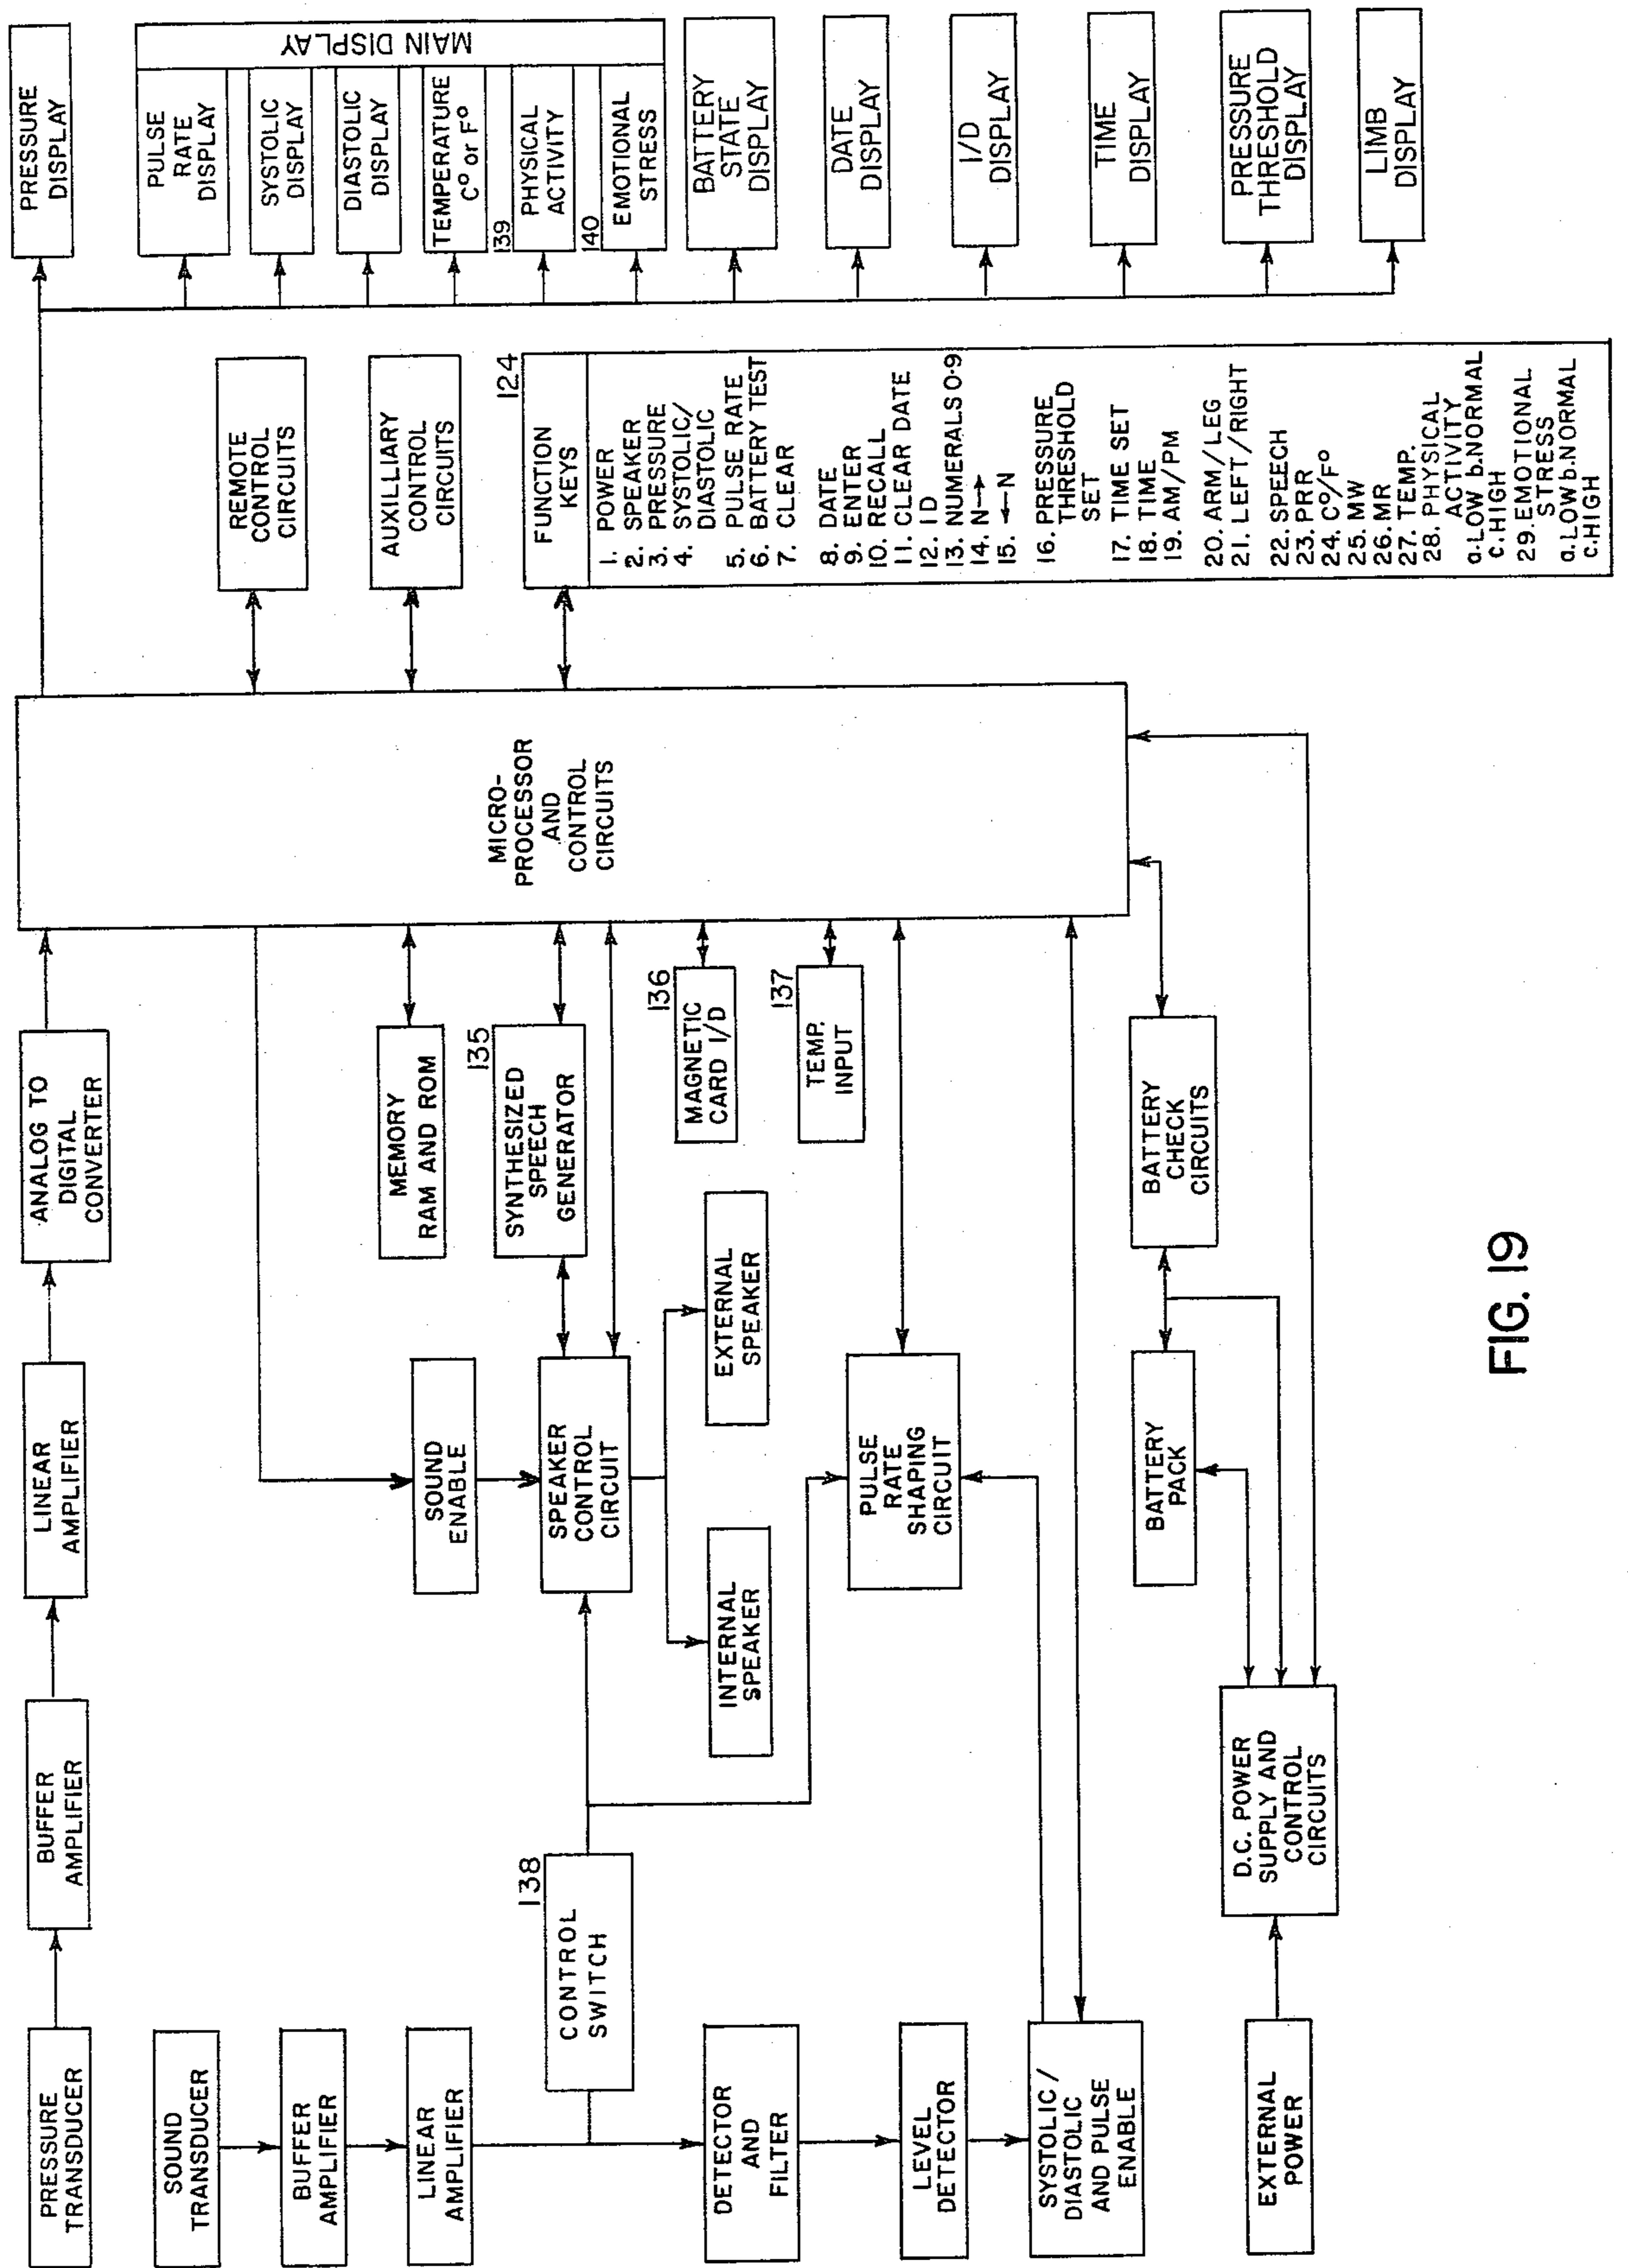 PRESSURE
TRANSDUCER
BUFFER
AMPLIFIER
LINEAR
AMPLIFIER
ANALOG TO
DIGITAL
CONVERTER
SOUND
TRANSDUCER
BUFFER
AMPLIFIER
LINEAR
AMPLIFIER
138
CONTROL
SWITCH
DETECTOR
AND
FILTER
LEVEL
DETECTOR
SYSTOLIC/
DIASTOLIC
AND PULSE
ENABLE
EXTERNAL
POWER
D.C. POWER
SUPPLY AND
CONTROL
CIRCUITS
SOUND
ENABLE
SPEAKER
CONTROL
CIRCUIT
INTERNAL
SPEAKER
EXTERNAL
SPEAKER
PULSE
RATE
SHAPING
CIRCUIT
BATTERY
PACK
MEMORY
RAM AND ROM
135
SYNTHESIZED
SPEECH
GENERATOR
136
MAGNETIC
CARD I/D
137
TEMP.
INPUT
BATTERY
CHECK
CIRCUITS
MICRO-
PROCESSOR
AND
CONTROL
CIRCUITS
REMOTE
CONTROL
CIRCUITS
AUXILLIARY
CONTROL
CIRCUITS
124
FUNCTION
KEYS
1. POWER
2. SPEAKER
3. PRESSURE
4. SYSTOLIC/
DIASTOLIC
5. PULSE RATE
6. BATTERY TEST
7. CLEAR
8. DATE
9. ENTER
10. RECALL
11. CLEAR DATE
12. ID
13. NUMERALS 0-9
14. N→
15. ←N
16. PRESSURE
THRESHOLD
SET
17. TIME SET
18. TIME
19. AM/PM
20. ARM/LEG
21. LEFT/RIGHT
22. SPEECH
23. PRR
24. C°/F°
25. MW
26. MR
27. TEMP.
28. PHYSICAL
ACTIVITY
a. LOW b. NORMAL
c. HIGH
29. EMOTIONAL
STRESS
a. LOW b. NORMAL
c. HIGH
PRESSURE
DISPLAY
MAIN DISPLAY
PULSE
RATE
DISPLAY
SYSTOLIC
DISPLAY
DIASTOLIC
DISPLAY
TEMPERATURE
C° or F°
139
PHYSICAL
ACTIVITY
140
EMOTIONAL
STRESS
BATTERY
STATE
DISPLAY
DATE
DISPLAY
I/D
DISPLAY
TIME
DISPLAY
PRESSURE
THRESHOLD
DISPLAY
LIMB
DISPLAY
FIG. 19